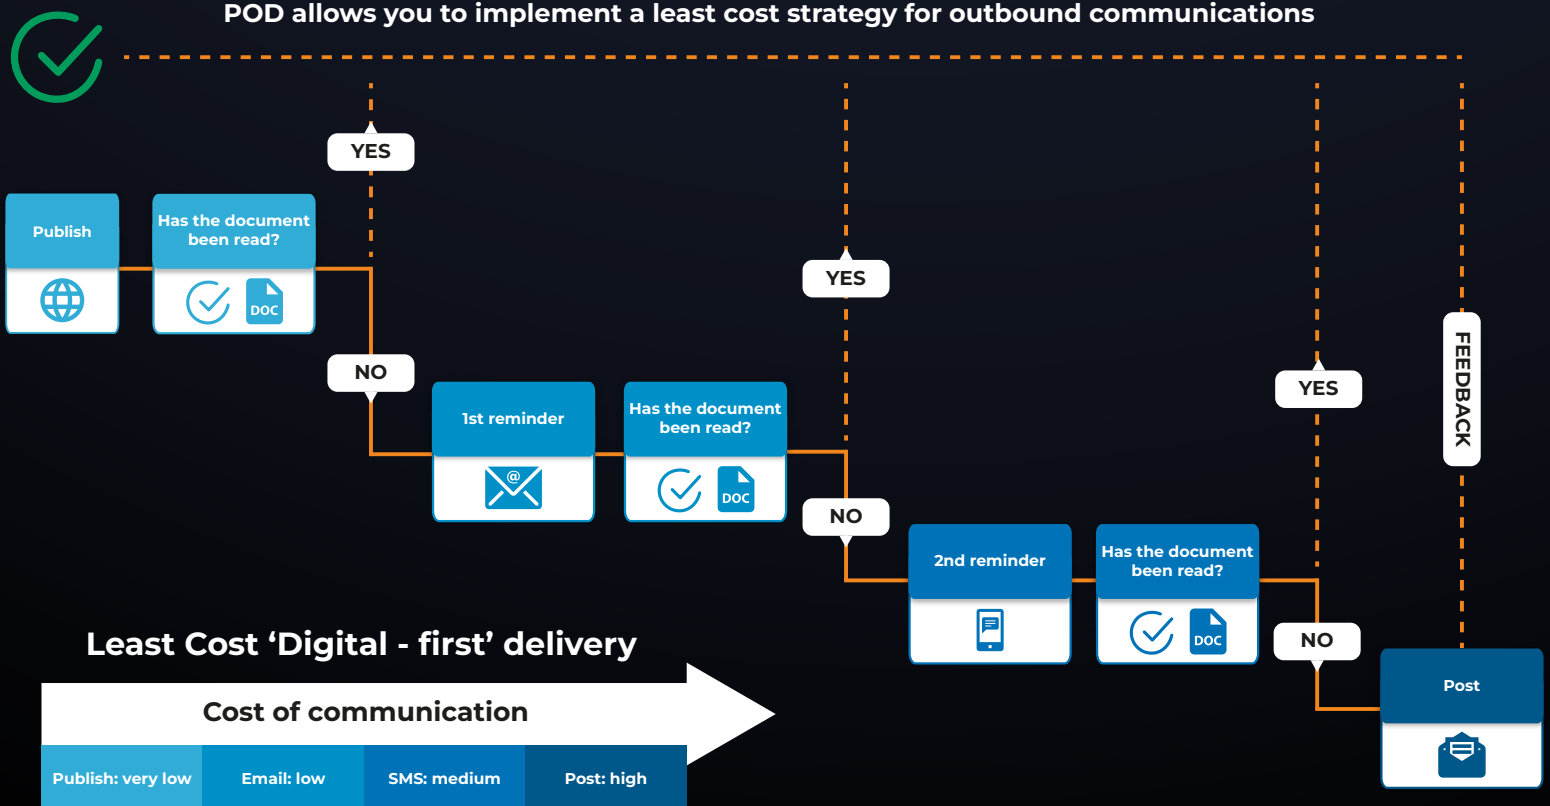 POD allows you to implement a least cost strategy for outbound communications
YES
Publish
Has the document
been read?
DOC
NO
YES
1st reminder
@
Has the document
been read?
DOC
NO
YES
2nd reminder
Has the document
been read?
DOC
NO
FEEDBACK
Post
Least Cost ‘Digital - first’ delivery
Cost of communication
Publish: very low
Email: low
SMS: medium
Post: high